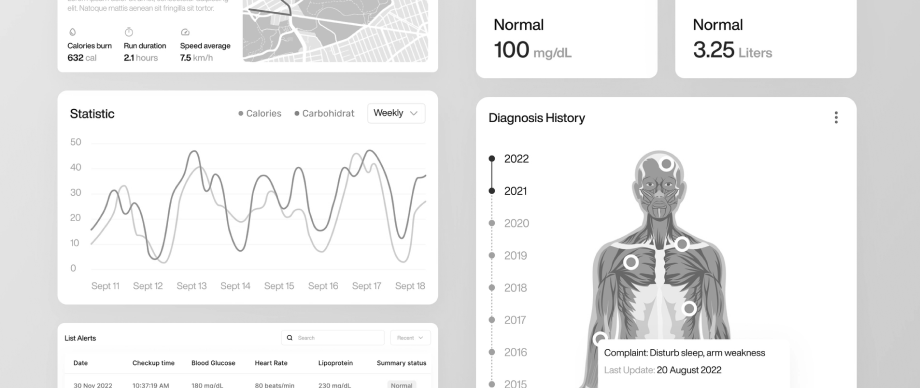 elit. Natoque mattis aenean sit fringilla sit tortor.
Calories burn
632 cal
Run duration
2.1 hours
Speed average
7.5 km/h
Statistic
Calories
Carbohidrat
Weekly
50
40
30
20
10
0
Sept 11
Sept 12
Sept 13
Sept 14
Sept 15
Sept 16
Sept 17
Sept 18
List Alerts
Search
Recent
Date
Checkup time
Blood Glucose
Heart Rate
Lipoprotein
Summary status
30 Nov 2022
10:37:19 AM
180 mg/dL
80 beats/min
230 mg/dL
Normal
Normal
100 mg/dL
Normal
3.25 Liters
Diagnosis History
2022
2021
2020
2019
2018
2017
2016
2015
Complaint: Disturb sleep, arm weakness
Last Update: 20 August 2022